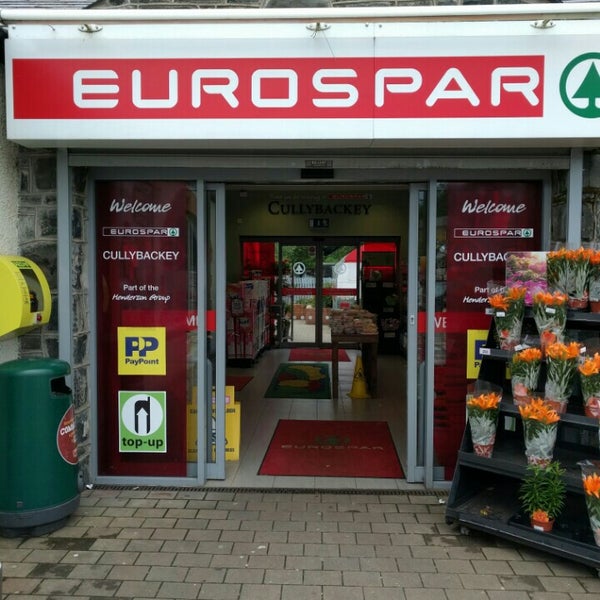 EUROSPAR
CULLYBACKEY
Welcome
EUROSPAR
CULLYBACKEY
Part of the
Henderson Group
PayPoint
top-up
Welcome
EUROSPAR
CULLYBACKEY
Part of the
Henderson Group
EUROSPAR